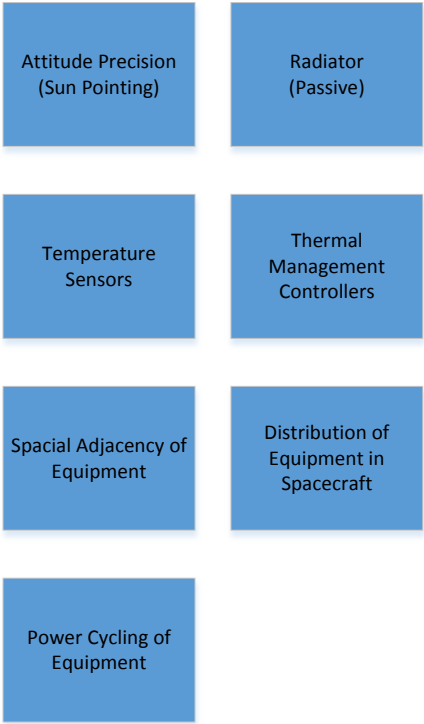 Attitude Precision
(Sun Pointing)
Radiator
(Passive)
Temperature
Sensors
Thermal
Management
Controllers
Spacial Adjacency of
Equipment
Distribution of
Equipment in
Spacecraft
Power Cycling of
Equipment